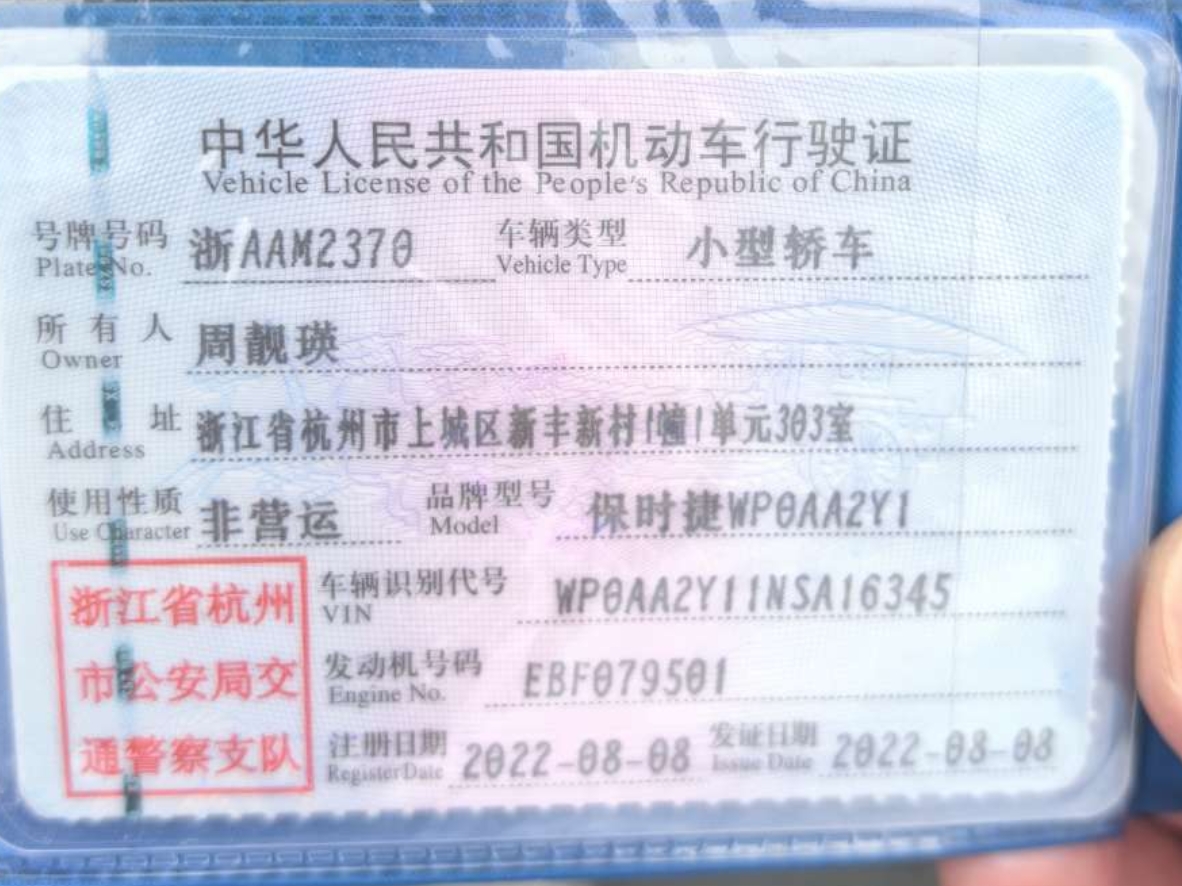 中华人民共和国机动车行驶证
Vehicle License of the People's Republic of China
号牌号码 浙AAM2370 车辆类型 小型轿车
Plate No. Vehicle Type
所有人 周靓瑛
Owner
住址 浙江省杭州市上城区新丰新村1幢1单元303室
Address
使用性质 非营运 品牌型号 保时捷WP0AA2Y1
Use Character Model
浙江省杭州 车辆识别代号 WP0AA2Y11NSA16345
VIN
市公安局交 发动机号码 EBF079501
Engine No.
通警察支队 注册日期 2022-08-08 发证日期 2022-08-08
Register Date Issue Date